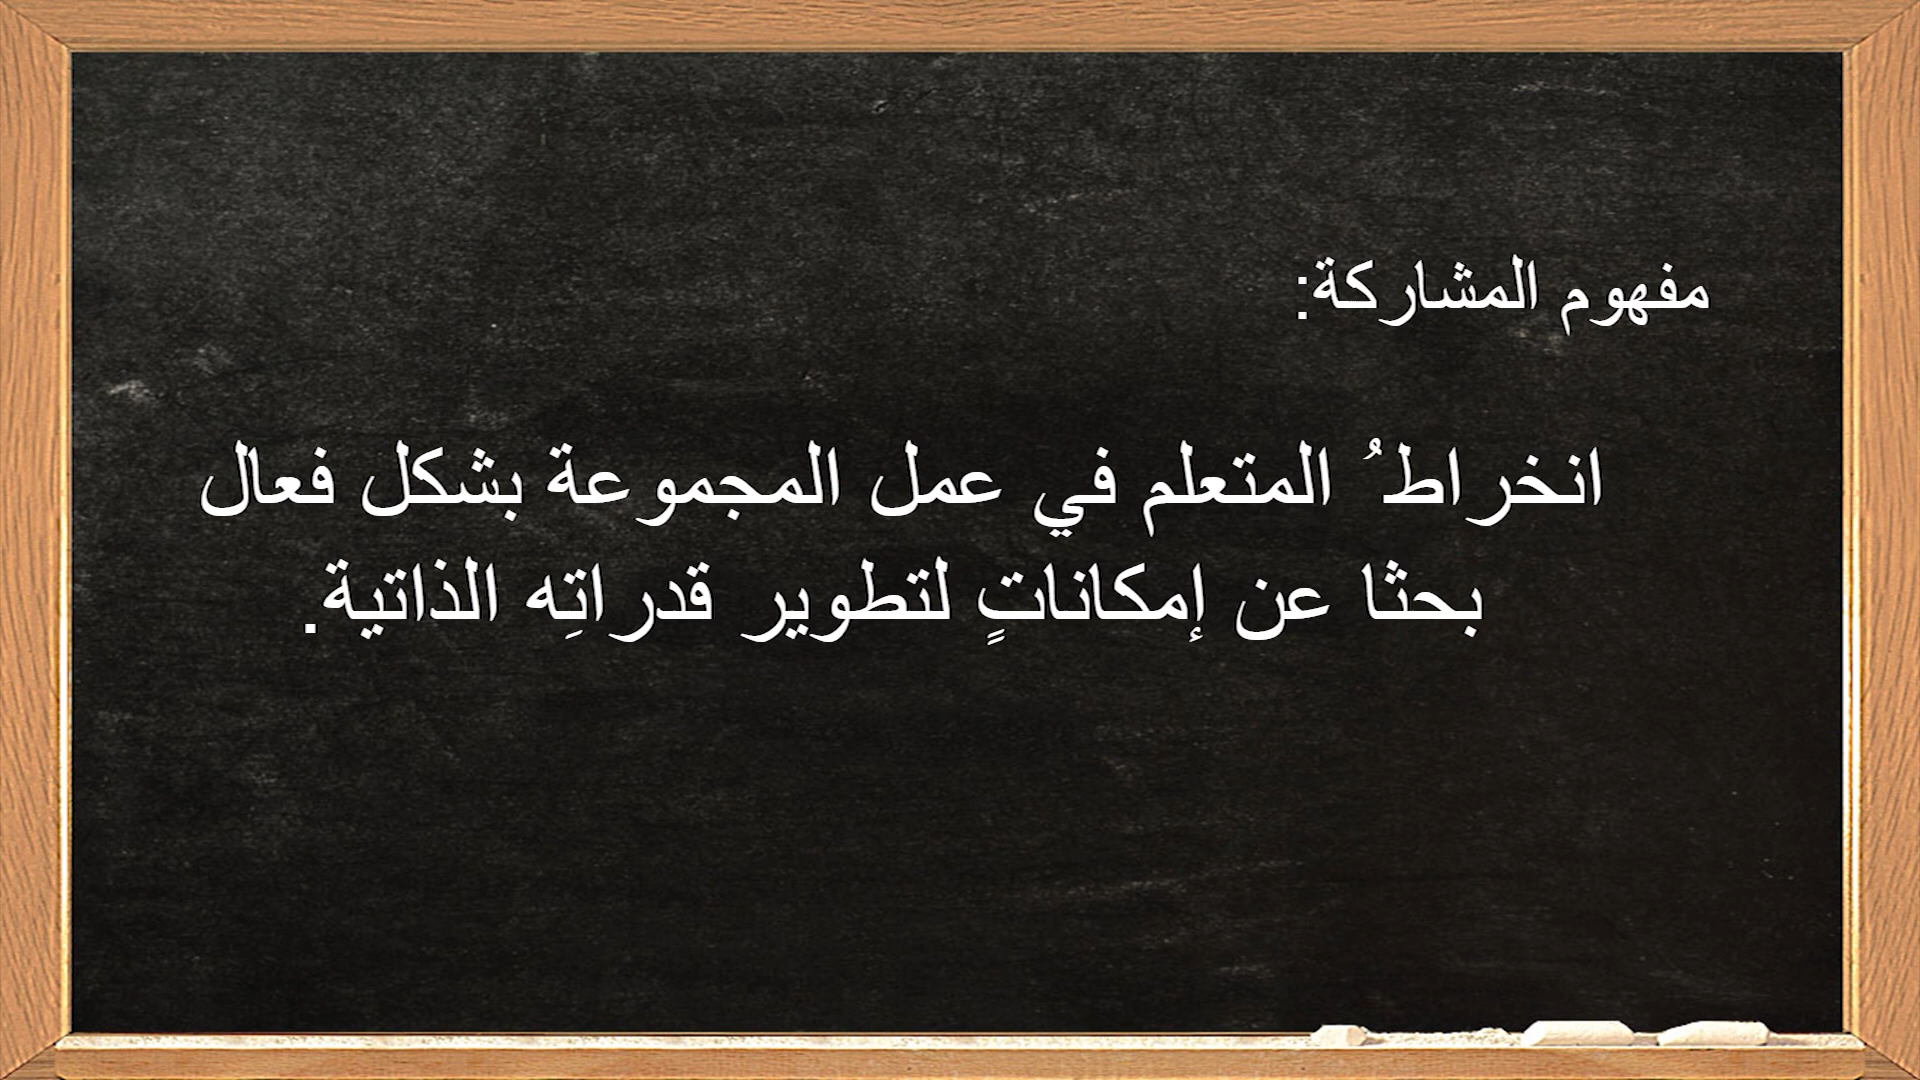 مفهوم المشاركة:
انخراطُ المتعلم في عمل المجموعة بشكل فعال
بحثا عن إمكاناتٍ لتطوير قدراتِه الذاتية.